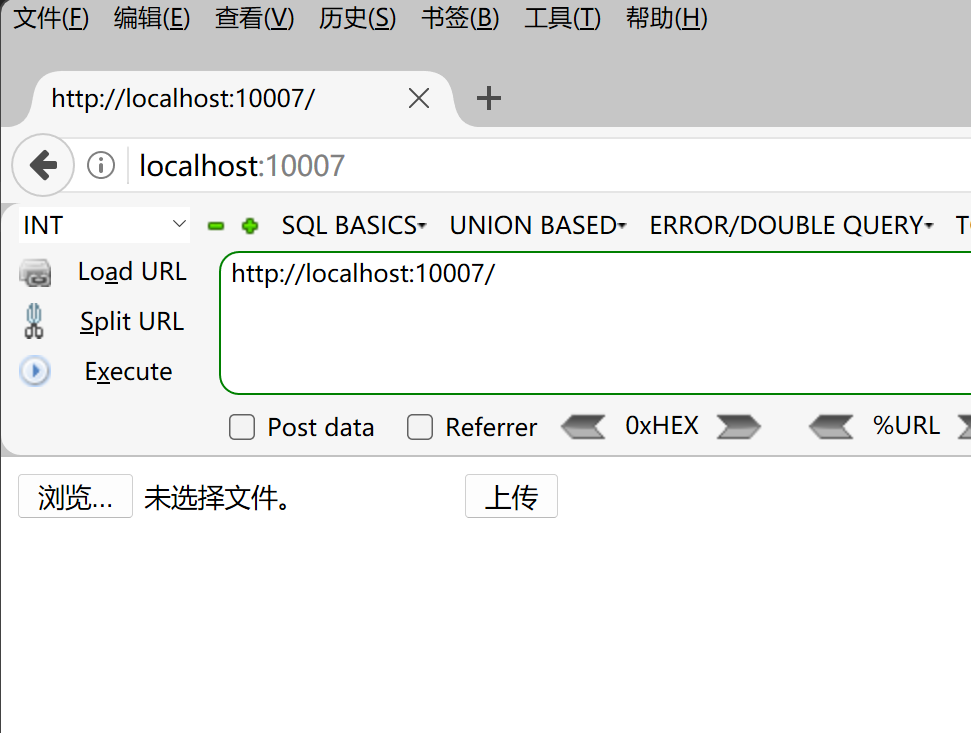 文件(F) 编辑(E) 查看(V) 历史(S) 书签(B) 工具(T) 帮助(H)
http://localhost:10007/
localhost:10007
INT SQL BASICS UNION BASED ERROR/DOUBLE QUERY
Load URL http://localhost:10007/
Split URL
Execute
Post data Referrer 0xHEX %URL
浏览... 未选择文件。 上传